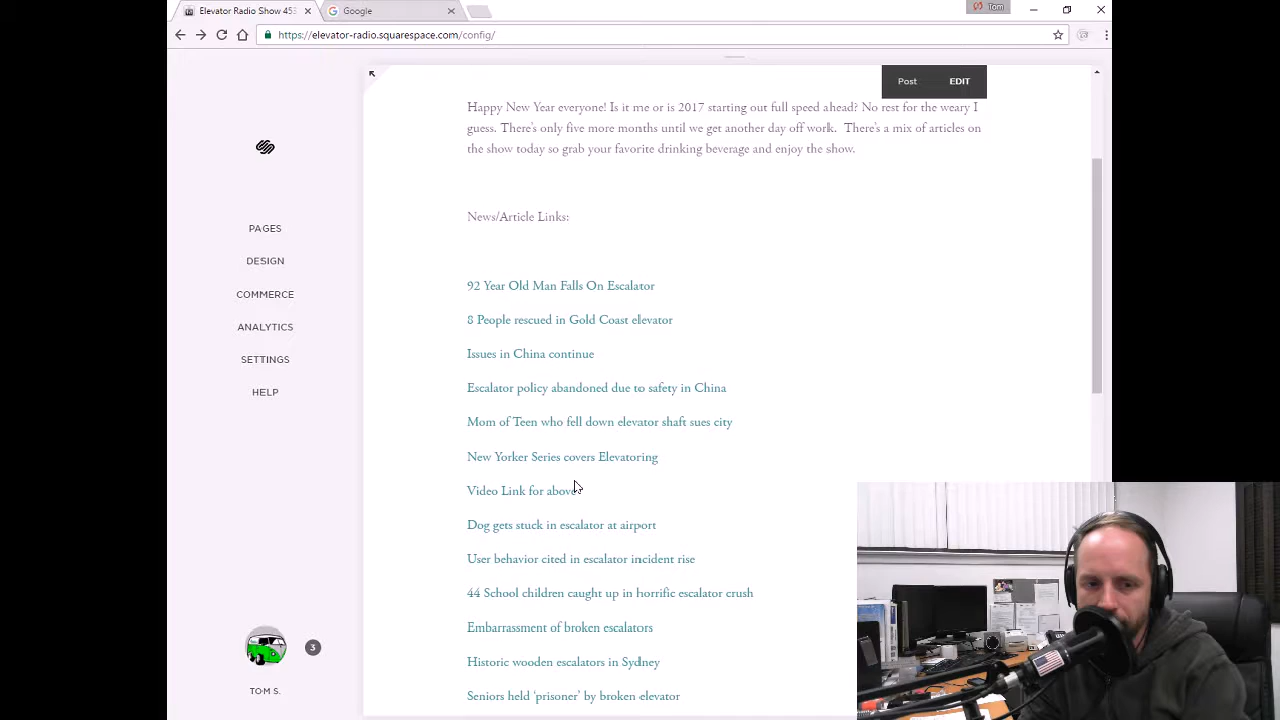 Elevator Radio Show 453
Google
Tom
https://elevator-radio.squarespace.com/config/
Post EDIT
Happy New Year everyone! Is it me or is 2017 starting out full speed ahead? No rest for the weary I
guess. There's only five more months until we get another day off work. There's a mix of articles on
the show today so grab your favorite drinking beverage and enjoy the show.
News/Article Links:
92 Year Old Man Falls On Escalator
8 People rescued in Gold Coast elevator
Issues in China continue
Escalator policy abandoned due to safety in China
Mom of Teen who fell down elevator shaft sues city
New Yorker Series covers Elevatoring
Video Link for above
Dog gets stuck in escalator at airport
User behavior cited in escalator incident rise
44 School children caught up in horrific escalator crush
Embarrassment of broken escalators
Historic wooden escalators in Sydney
Seniors held 'prisoner' by broken elevator
PAGES
DESIGN
COMMERCE
ANALYTICS
SETTINGS
HELP
3
TOM S.